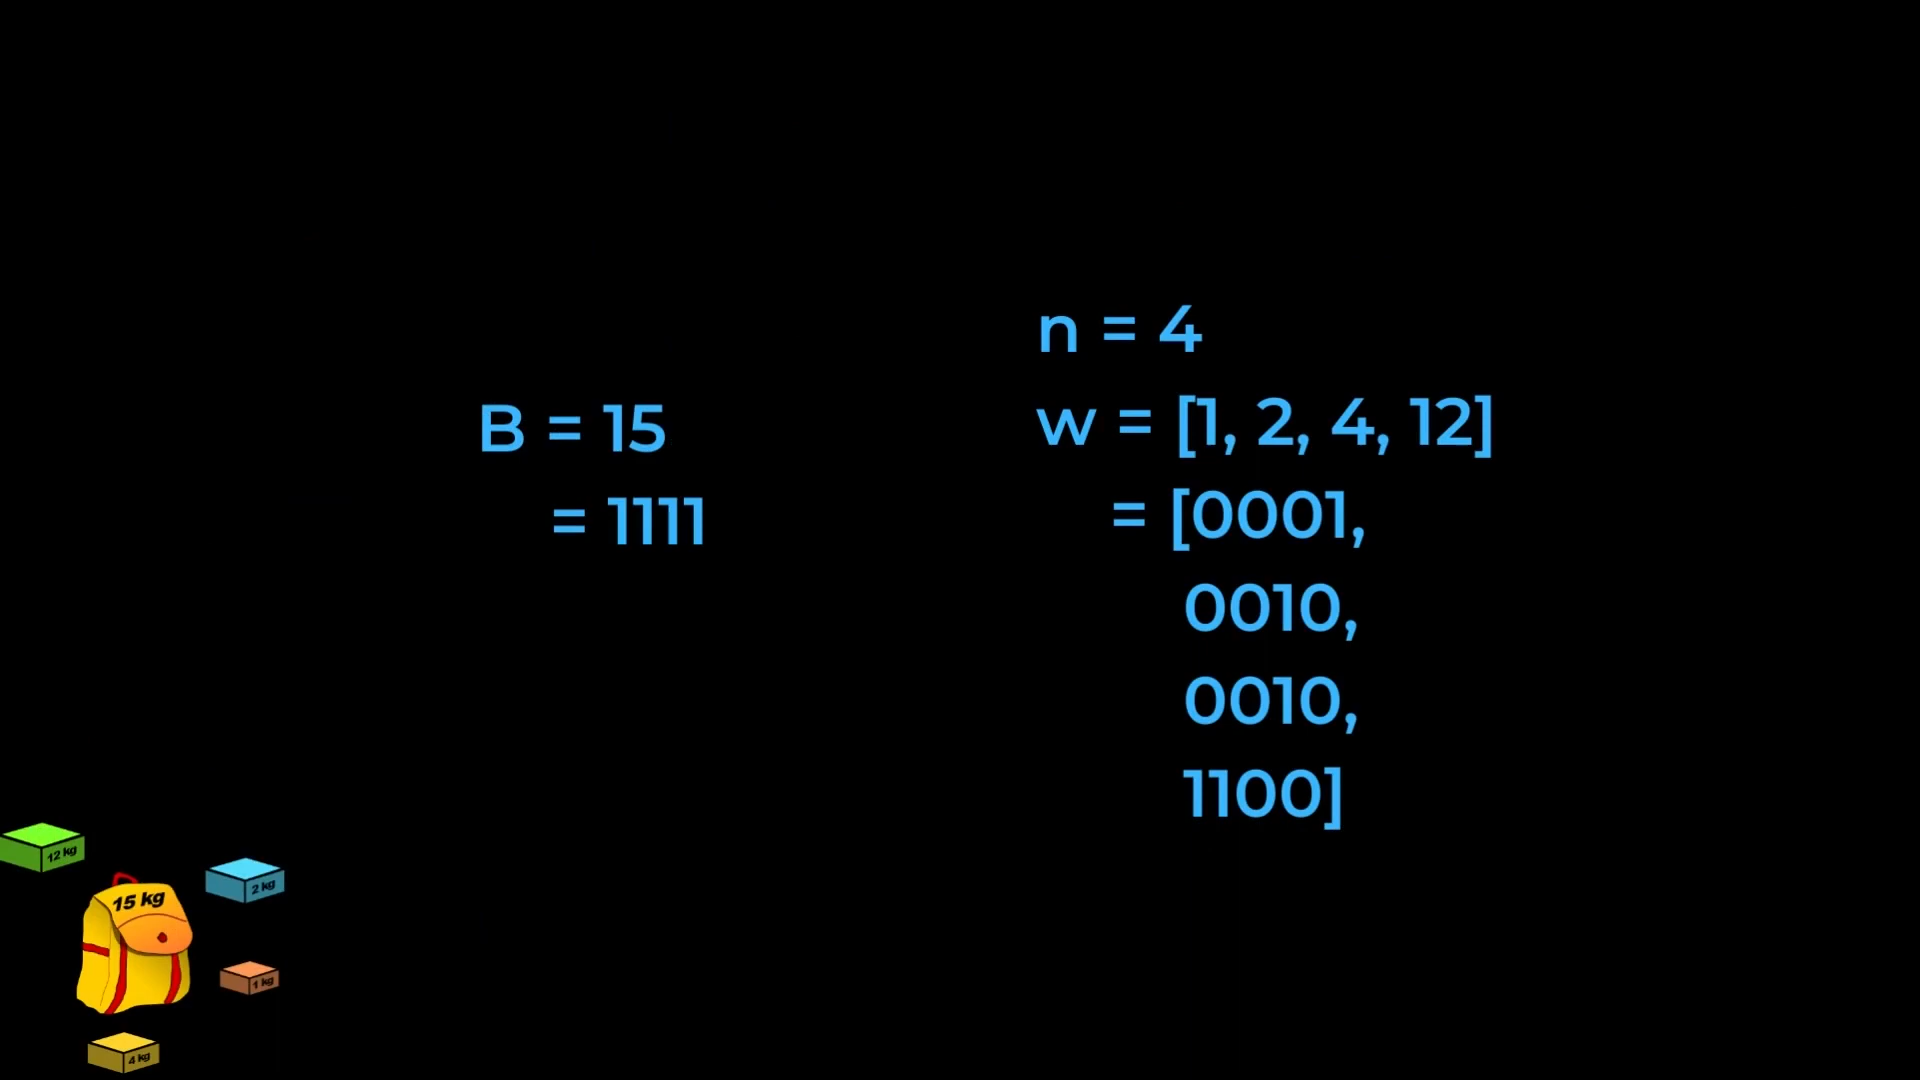 B = 15
= 1111
n = 4
w = [1, 2, 4, 12]
= [0001,
0010,
0010,
1100]
12 kg
15 kg
2 kg
1 kg
4 kg